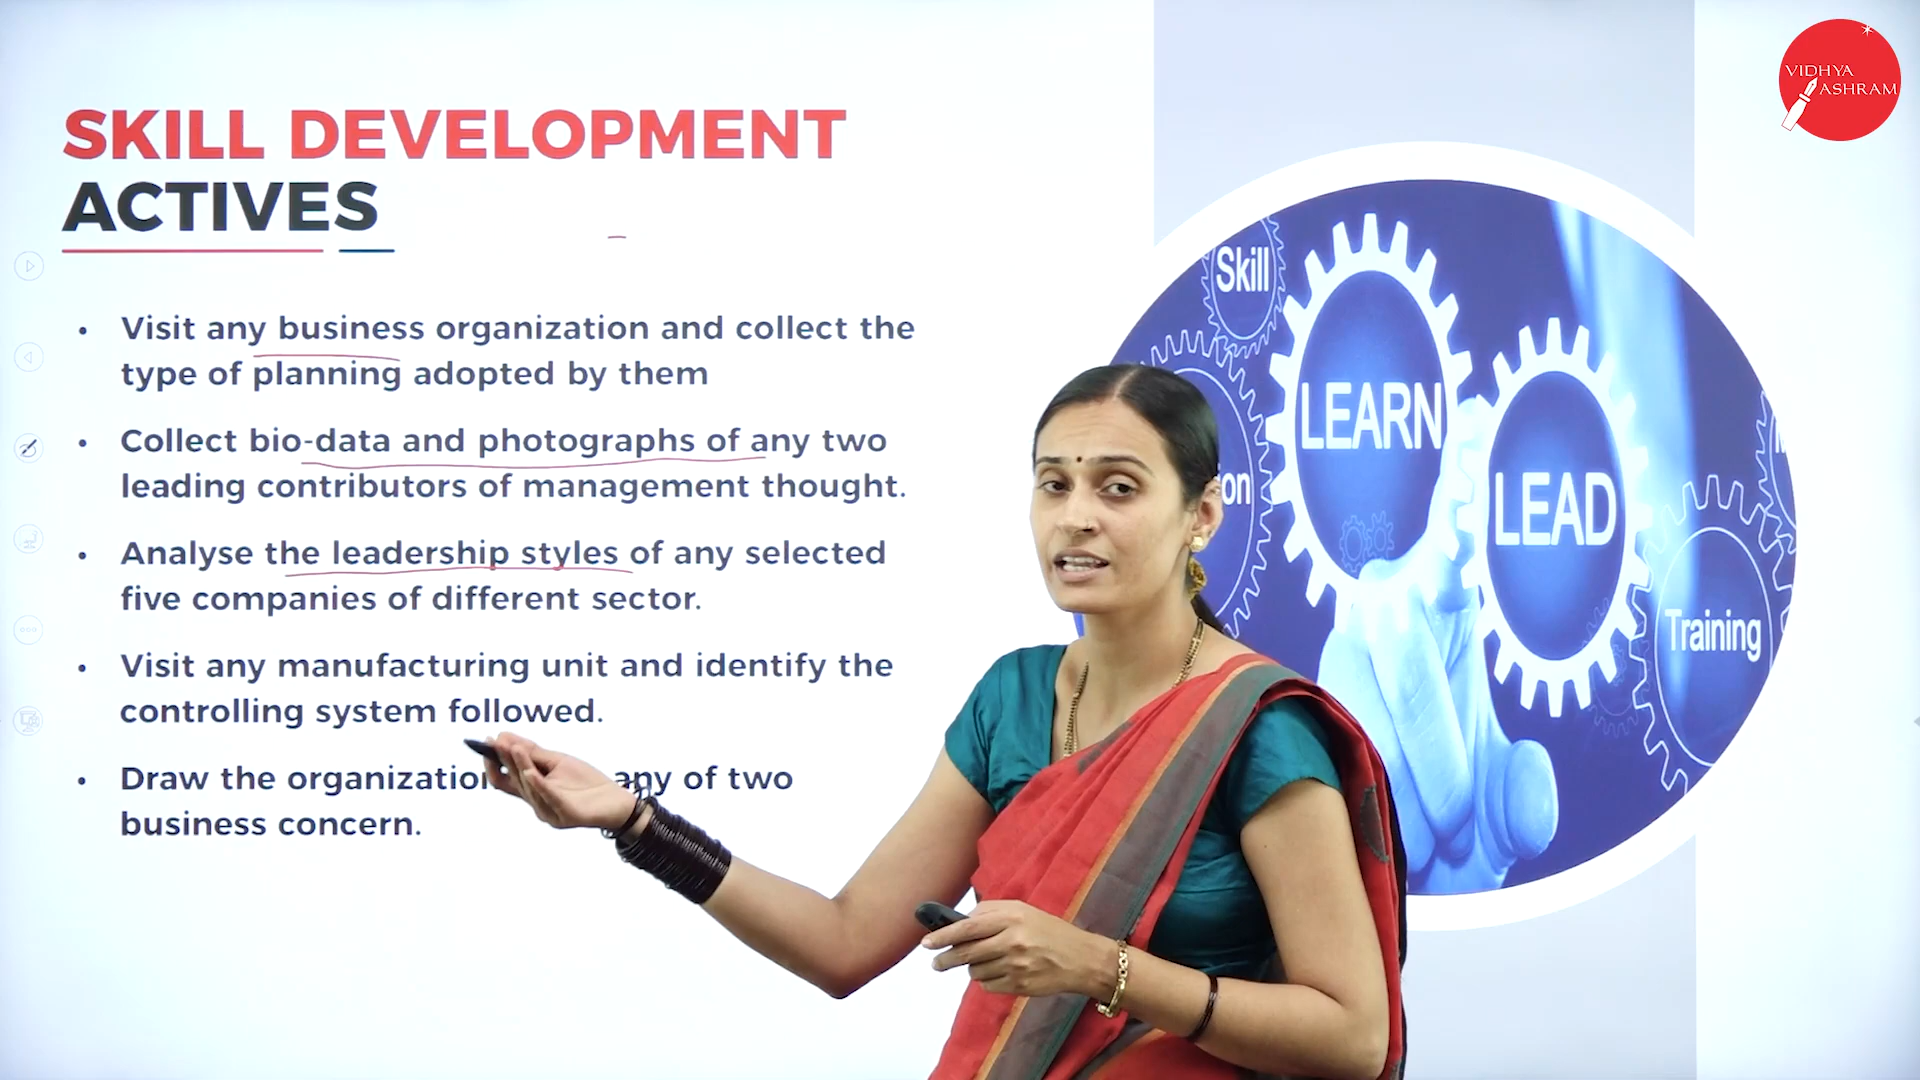 VIDHYA
ASHRAM
SKILL DEVELOPMENT
ACTIVES
• Visit any business organization and collect the
type of planning adopted by them
• Collect bio-data and photographs of any two
leading contributors of management thought.
• Analyse the leadership styles of any selected
five companies of different sector.
• Visit any manufacturing unit and identify the
controlling system followed.
• Draw the organization any of two
business concern.
Skill
LEARN
LEAD
Training